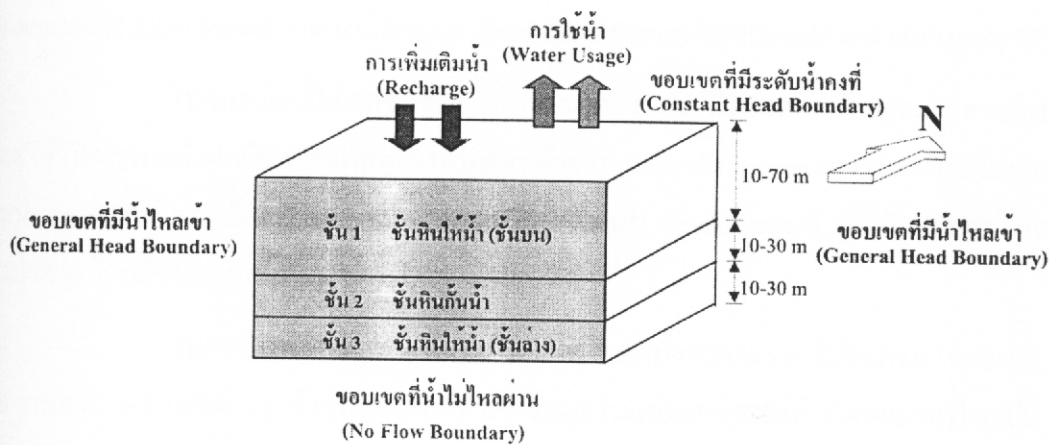 การใช้น้ำ
(Water Usage)
การเพิ่มเติมน้ำ
(Recharge)
ขอบเขตที่มีระดับน้ำคงที่
(Constant Head Boundary)
N
10-70 m
ขอบเขตที่มีน้ำไหลเข้า
(General Head Boundary)
ชั้น 1 ชั้นหินให้น้ำ (ชั้นบน)
10-30 m
ขอบเขตที่มีน้ำไหลเข้า
(General Head Boundary)
10-30 m
ชั้น 2 ชั้นหินกั้นน้ำ
ชั้น 3 ชั้นหินให้น้ำ (ชั้นล่าง)
ขอบเขตที่น้ำไม่ไหลผ่าน
(No Flow Boundary)